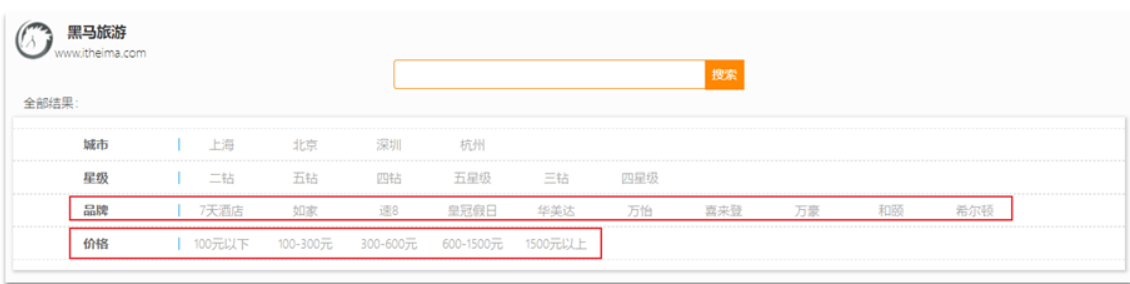 黑马旅游
www.itheima.com
搜索
全部结果:
城市 上海 北京 深圳 杭州
星级 二钻 五钻 四钻 五星级 三钻 四星级
品牌 7天酒店 如家 速8 皇冠假日 华美达 万怡 喜来登 万豪 和颐 希尔顿
价格 100元以下 100-300元 300-600元 600-1500元 1500元以上